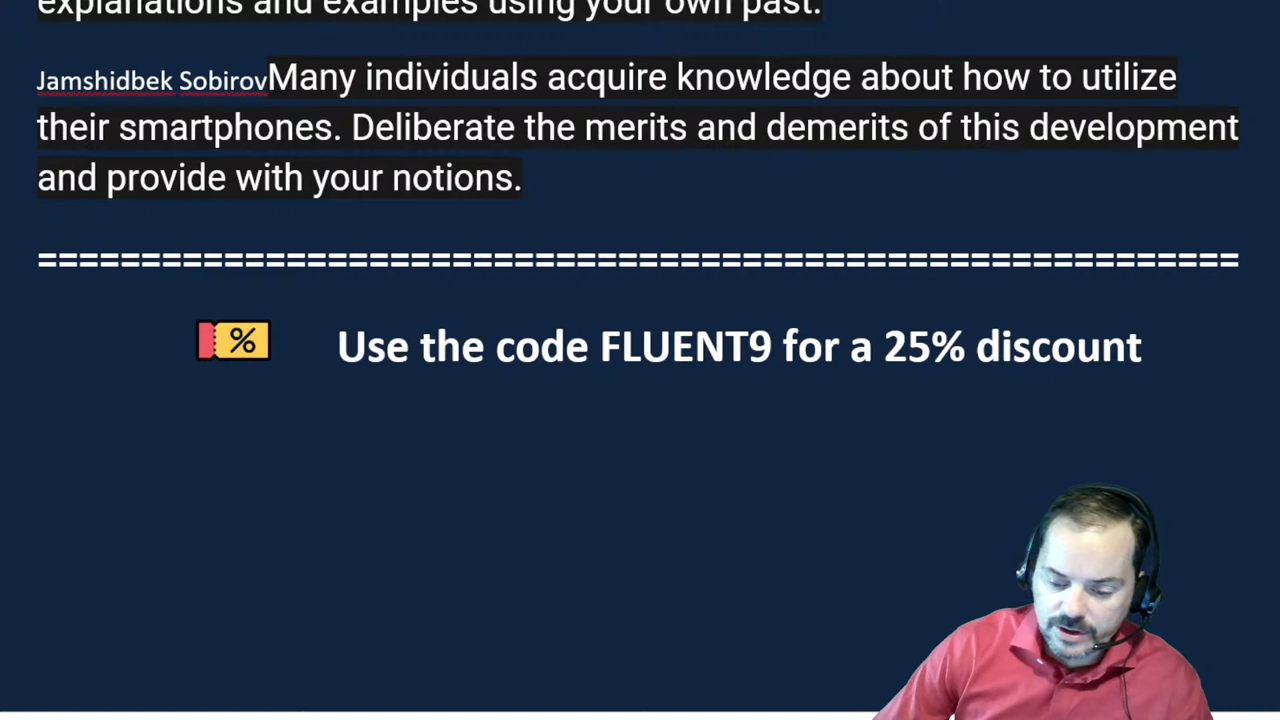 explanations and examples using your own past.
Jamshidbek SobirovMany individuals acquire knowledge about how to utilize
their smartphones. Deliberate the merits and demerits of this development
and provide with your notions.
==========================================================
% Use the code FLUENT9 for a 25% discount